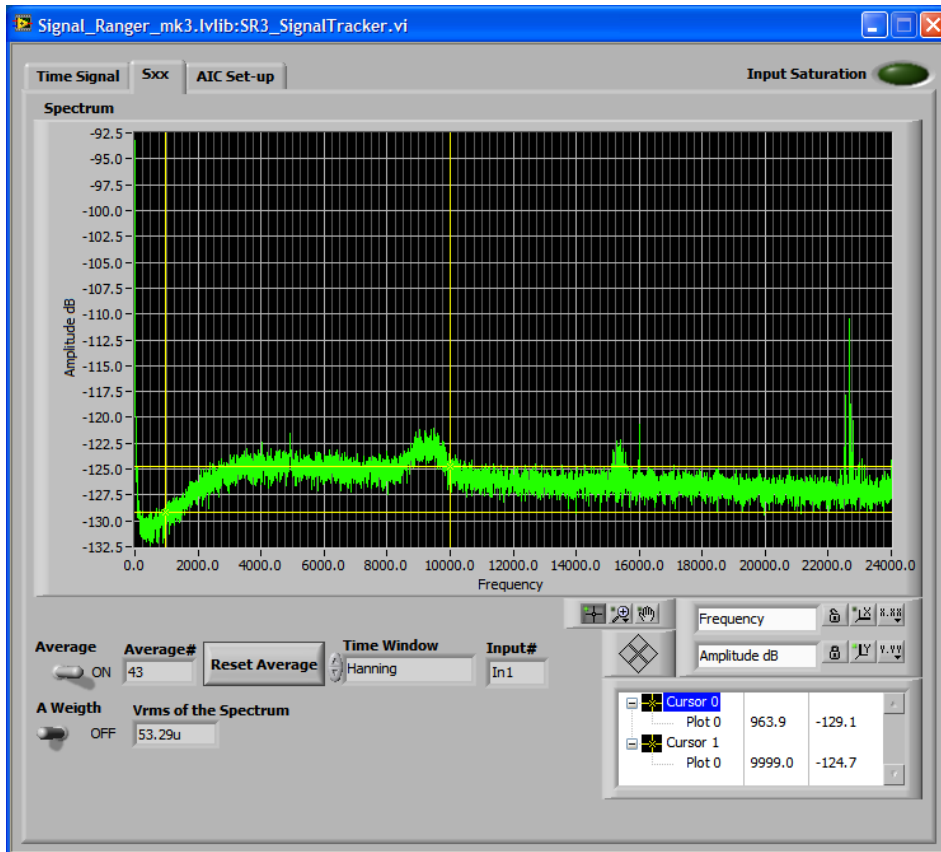 Signal_Ranger_mk3.lvlib:SR3_SignalTracker.vi
Time Signal Sxx AIC Set-up Input Saturation
Spectrum
-92.5
-95.0
-97.5
-100.0
-102.5
-105.0
-107.5
-110.0
-112.5
-115.0
-117.5
-120.0
-122.5
-125.0
-127.5
-130.0
-132.5
Amplitude dB
0.0 2000.0 4000.0 6000.0 8000.0 10000.0 12000.0 14000.0 16000.0 18000.0 20000.0 22000.0 24000.0
Frequency
Frequency X.XX
Amplitude dB Y.YY
Average Average# Reset Average Time Window Input#
ON 43 Hanning In1
A Weigth Vrms of the Spectrum
OFF 53.29u
Cursor 0
Plot 0 963.9 -129.1
Cursor 1
Plot 0 9999.0 -124.7